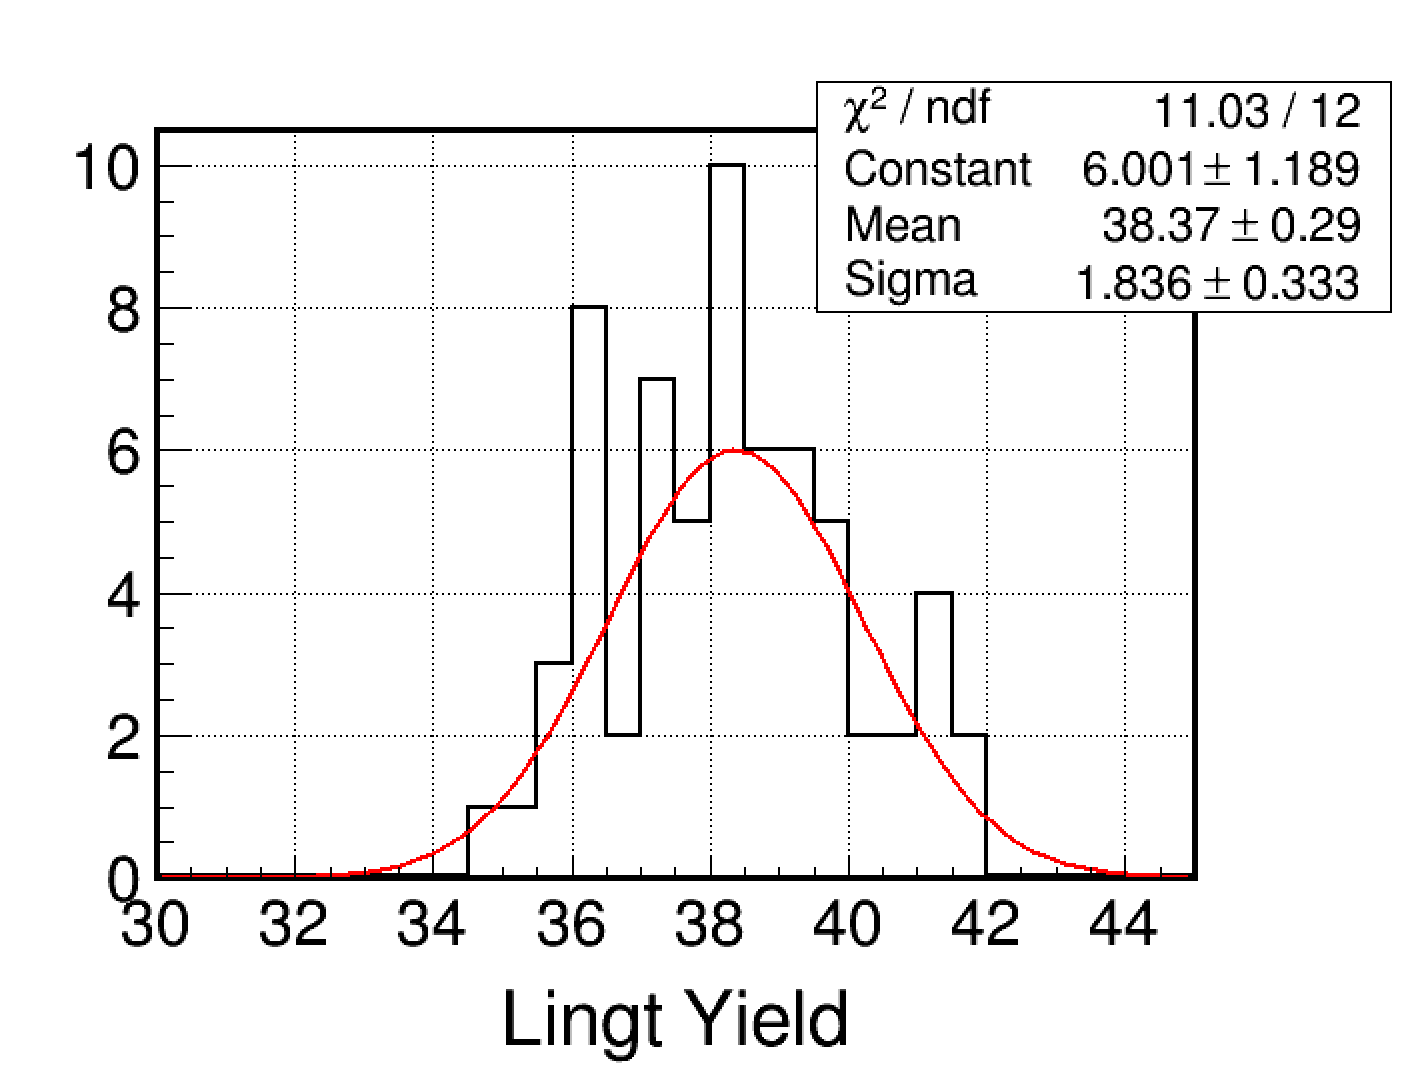 χ² / ndf 11.03 / 12
Constant 6.001 ± 1.189
Mean 38.37 ± 0.29
Sigma 1.836 ± 0.333
10
8
6
4
2
0
30 32 34 36 38 40 42 44
Lingt Yield